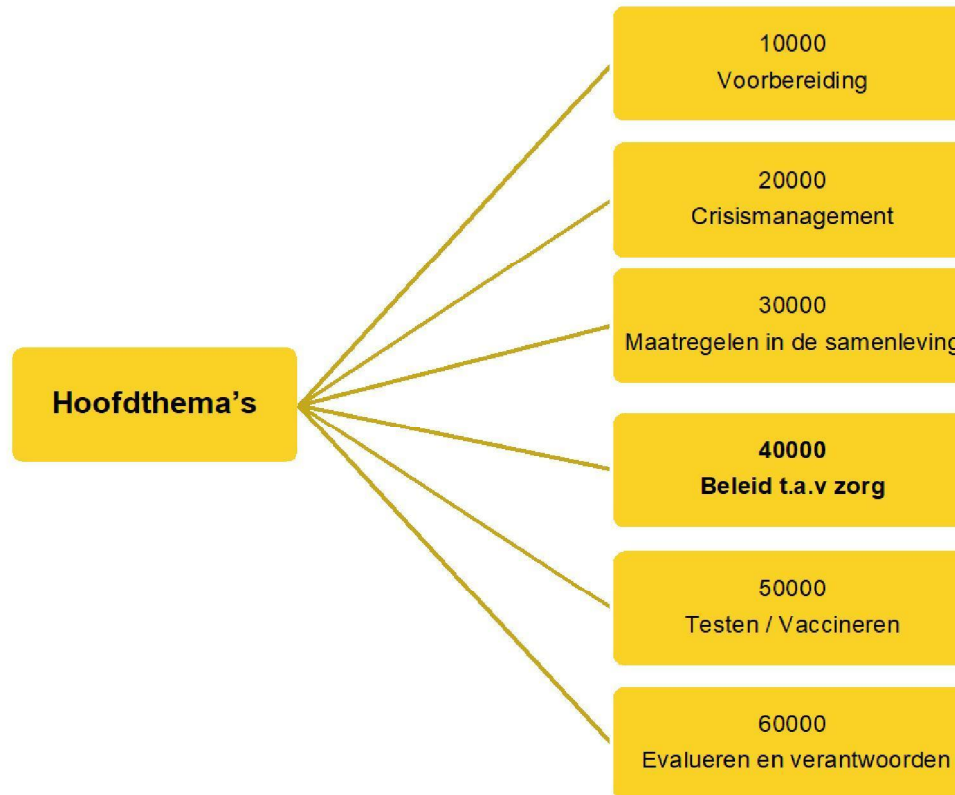 10000
Voorbereiding
20000
Crisismanagement
30000
Maatregelen in de samenleving
Hoofdthema's
40000
Beleid t.a.v zorg
50000
Testen / Vaccineren
60000
Evalueren en verantwoorden